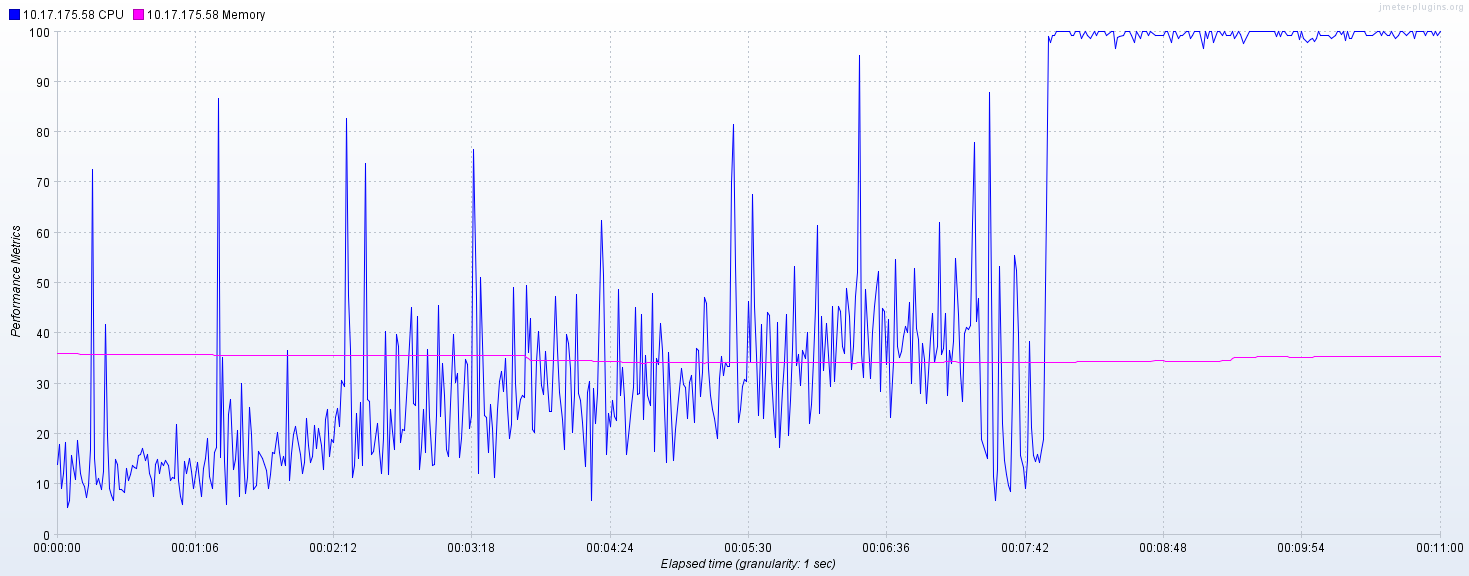 10.17.175.58 CPU 10.17.175.58 Memory
jmeter-plugins.org
100
90
80
70
60
50
40
30
20
10
0
Performance Metrics
00:00:00 00:01:06 00:02:12 00:03:18 00:04:24 00:05:30 00:06:36 00:07:42 00:08:48 00:09:54 00:11:00
Elapsed time (granularity: 1 sec)